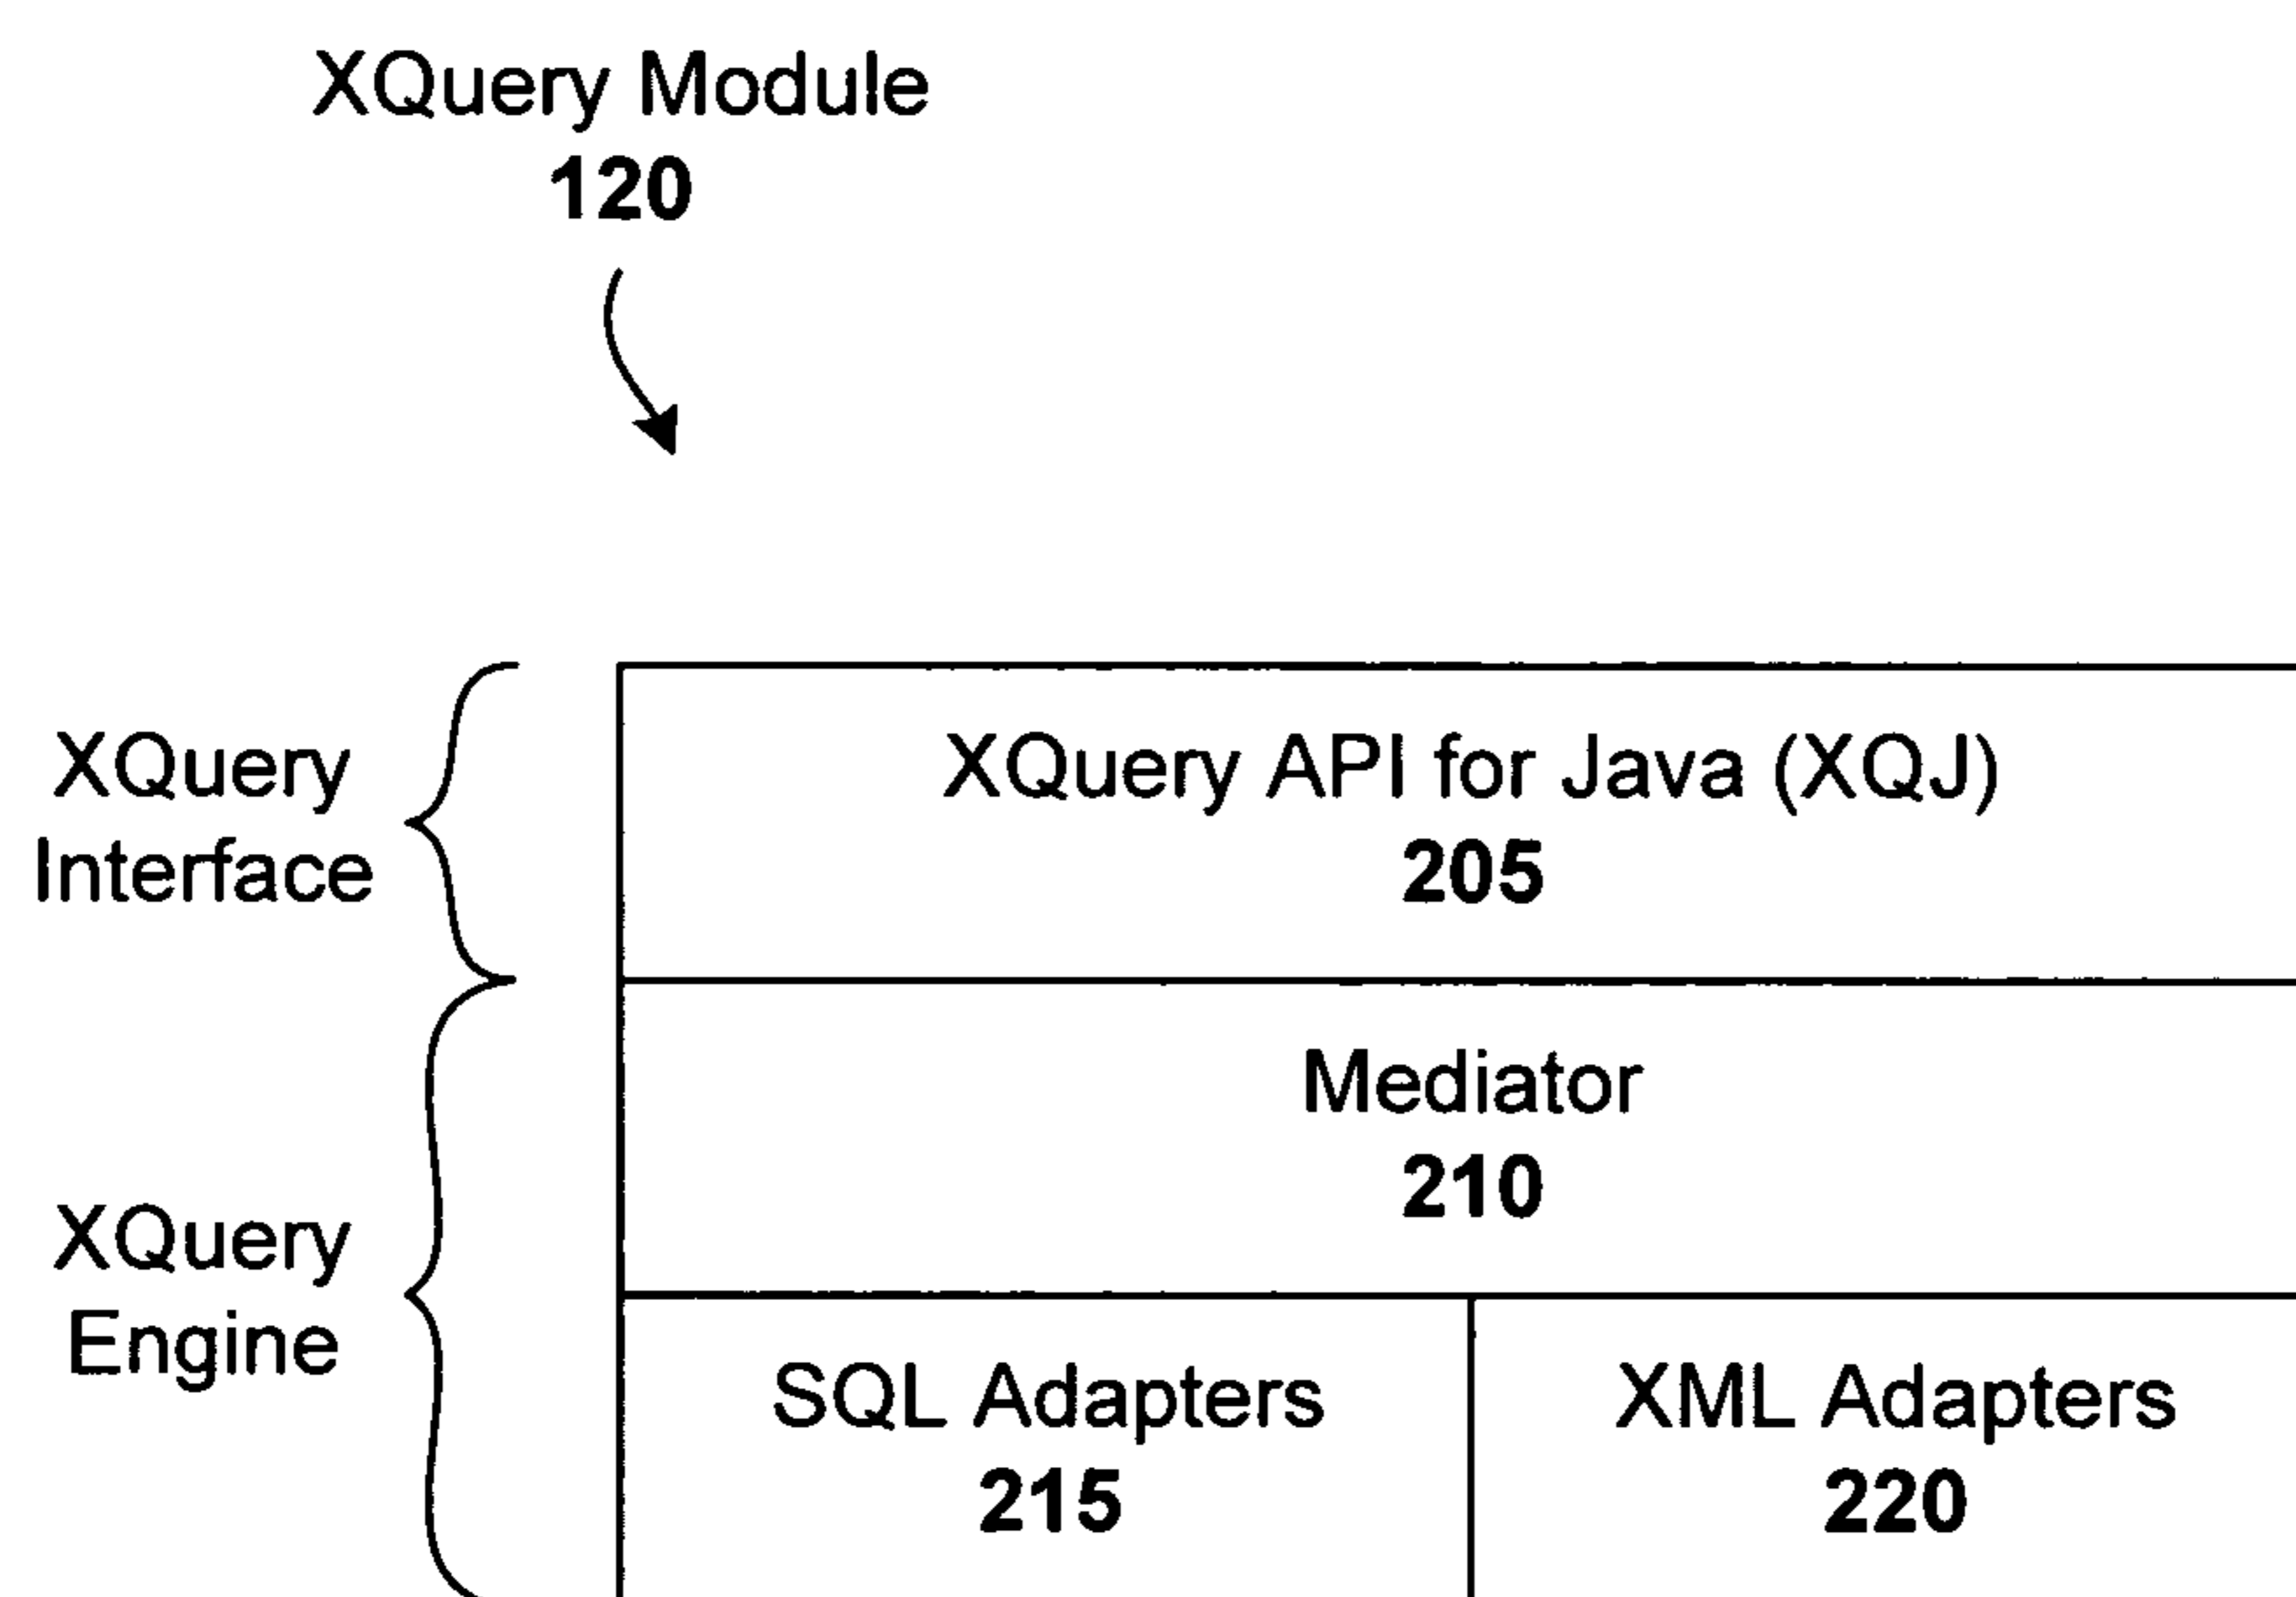 XQuery Module
120
XQuery
Interface
XQuery API for Java (XQJ)
205
Mediator
210
XQuery
Engine
SQL Adapters
215
XML Adapters
220